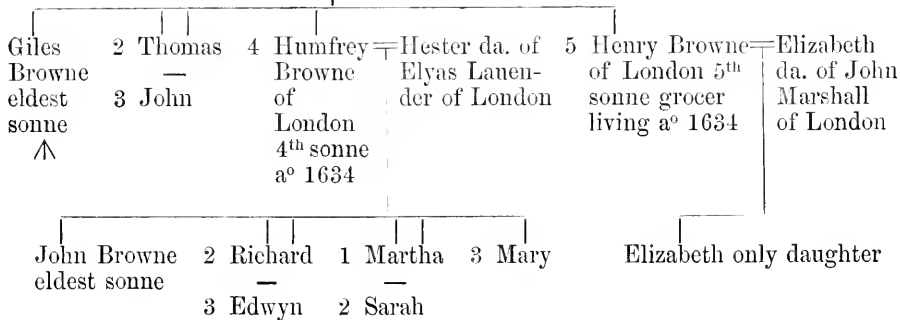 Giles
Browne
eldest
sonne
2 Thomas
—
3 John
4 Humfrey
Browne
of
London
4th sonne
aº 1634
Hester da. of
Elyas Lauen-
der of London
5 Henry Browne
of London 5th
sonne grocer
living aº 1634
Elizabeth
da. of John
Marshall
of London
John Browne
eldest sonne
2 Richard
—
3 Edwyn
1 Martha
—
2 Sarah
3 Mary
Elizabeth only daughter